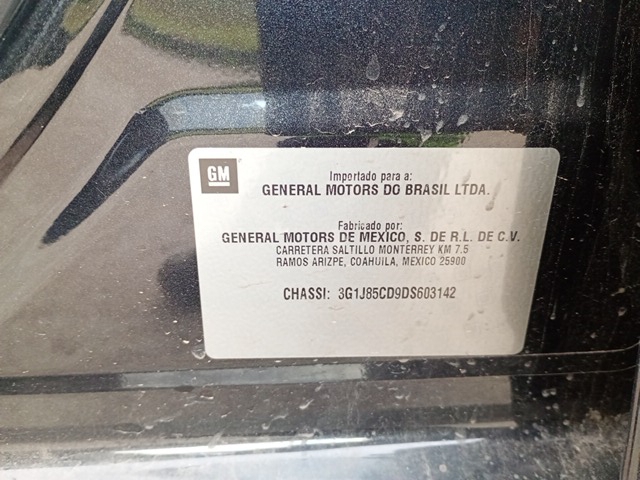 GM
Importado para a:
GENERAL MOTORS DO BRASIL LTDA.
Fabricado por:
GENERAL MOTORS DE MEXICO, S. DE R.L. DE C.V.
CARRETERA SALTILLO MONTERREY KM 7.5
RAMOS ARIZPE, COAHUILA, MEXICO 25900
CHASSI: 3G1J85CD9DS603142